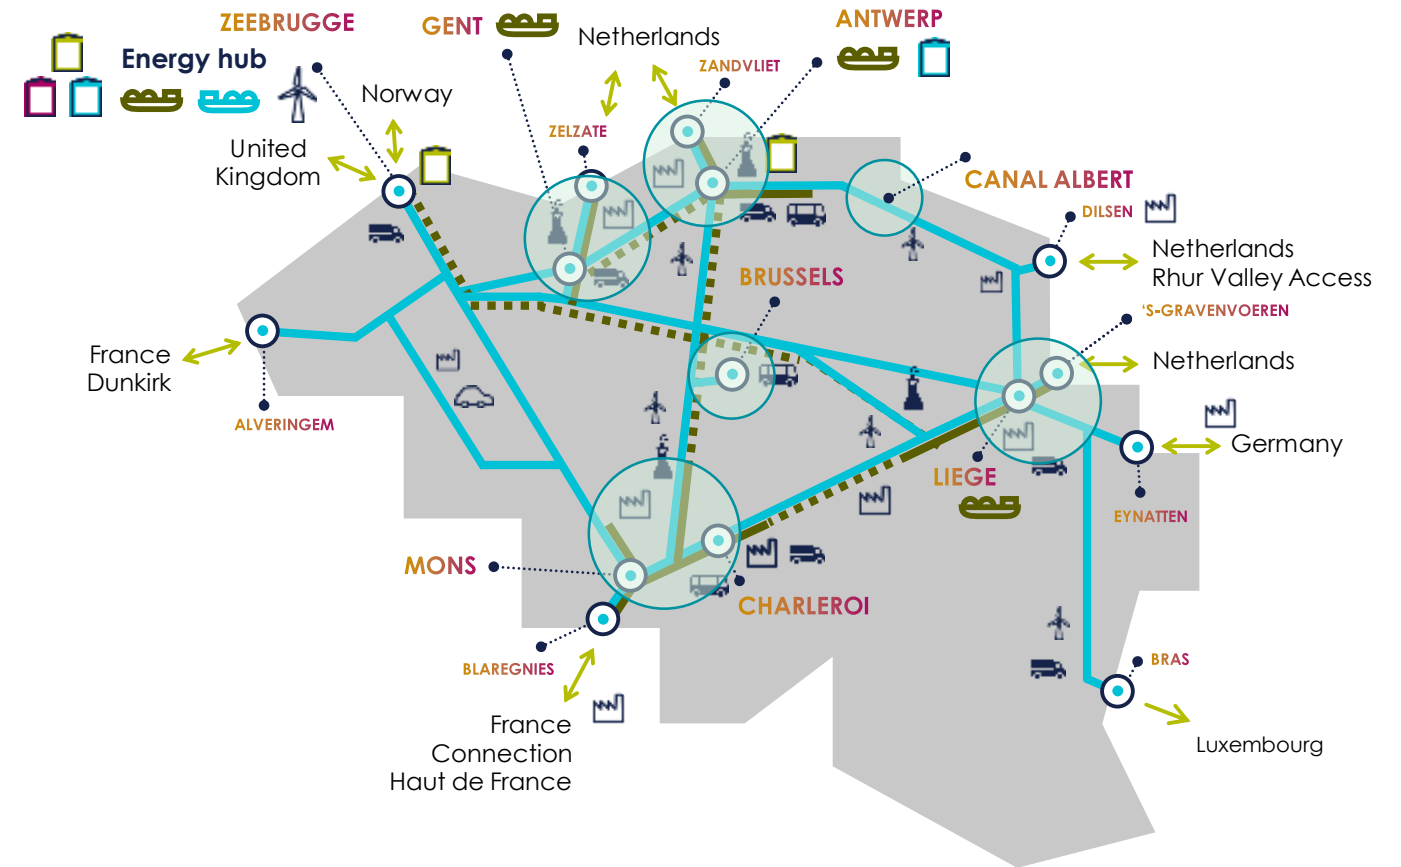 ZEEBRUGGE
GENT
ANTWERP
Netherlands
Energy hub
ZANDVLIET
Norway
ZELZATE
United
Kingdom
CANAL ALBERT
DILSEN
Netherlands
Rhur Valley Access
BRUSSELS
‘S-GRAVENVOEREN
France
Dunkirk
Netherlands
ALVERINGEM
Germany
LIEGE
EYNATTEN
MONS
CHARLEROI
BLAREGNIES
BRAS
France
Connection
Haut de France
Luxembourg